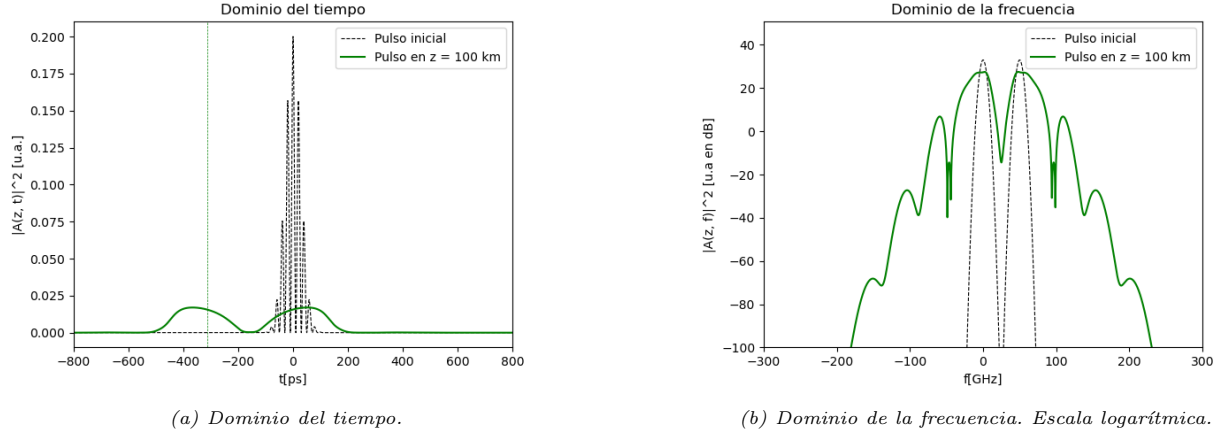 Dominio del tiempo
Pulso inicial
Pulso en z = 100 km
|A(z, t)|^2 [u.a.]
0.200
0.175
0.150
0.125
0.100
0.075
0.050
0.025
0.000
−800 −600 −400 −200 0 200 400 600 800
t[ps]
(a) Dominio del tiempo.
Dominio de la frecuencia
Pulso inicial
Pulso en z = 100 km
|A(z, f)|^2 [u.a en dB]
40
20
0
−20
−40
−60
−80
−100
−300 −200 −100 0 100 200 300
f[GHz]
(b) Dominio de la frecuencia. Escala logarítmica.